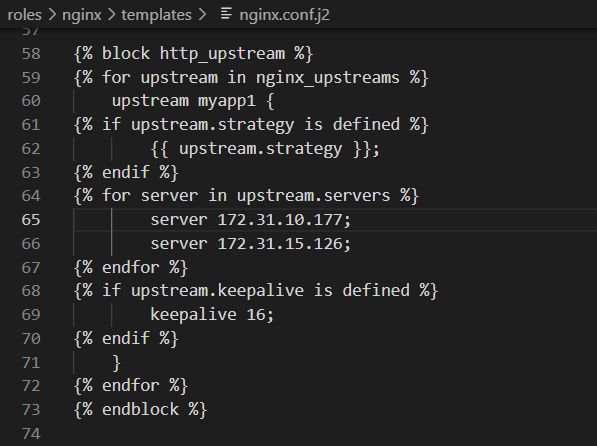 roles > nginx > templates > nginx.conf.j2
57
58 {% block http_upstream %}
59 {% for upstream in nginx_upstreams %}
60     upstream myapp1 {
61 {% if upstream.strategy is defined %}
62         {{ upstream.strategy }};
63 {% endif %}
64 {% for server in upstream.servers %}
65         server 172.31.10.177;
66         server 172.31.15.126;
67 {% endfor %}
68 {% if upstream.keepalive is defined %}
69         keepalive 16;
70 {% endif %}
71     }
72 {% endfor %}
73 {% endblock %}
74